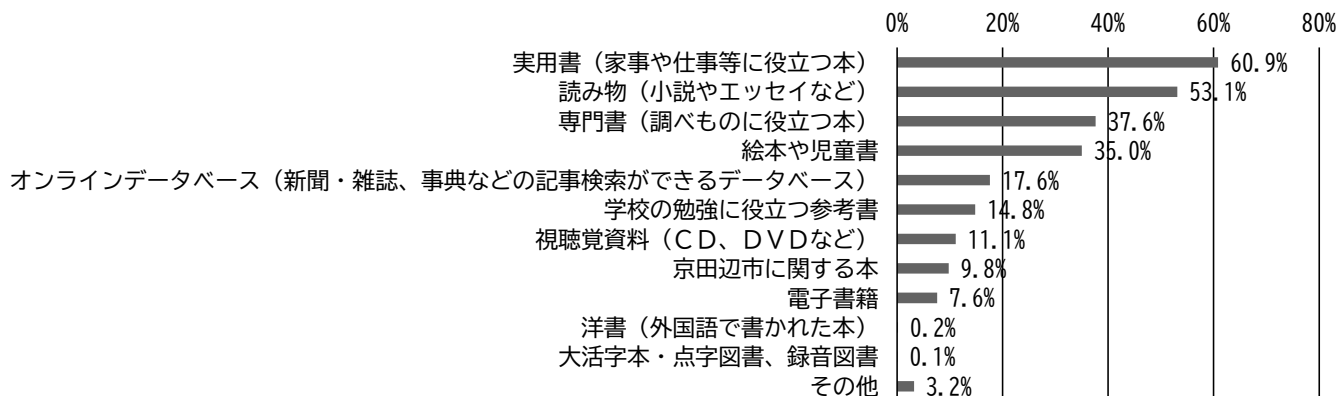 0% 20% 40% 60% 80%
実用書（家事や仕事等に役立つ本） 60.9%
読み物（小説やエッセイなど） 53.1%
専門書（調べものに役立つ本） 37.6%
絵本や児童書 35.0%
オンラインデータベース（新聞・雑誌、事典などの記事検索ができるデータベース） 17.6%
学校の勉強に役立つ参考書 14.8%
視聴覚資料（ＣＤ、ＤＶＤなど） 11.1%
京田辺市に関する本 9.8%
電子書籍 7.6%
洋書（外国語で書かれた本） 0.2%
大活字本・点字図書、録音図書 0.1%
その他 3.2%